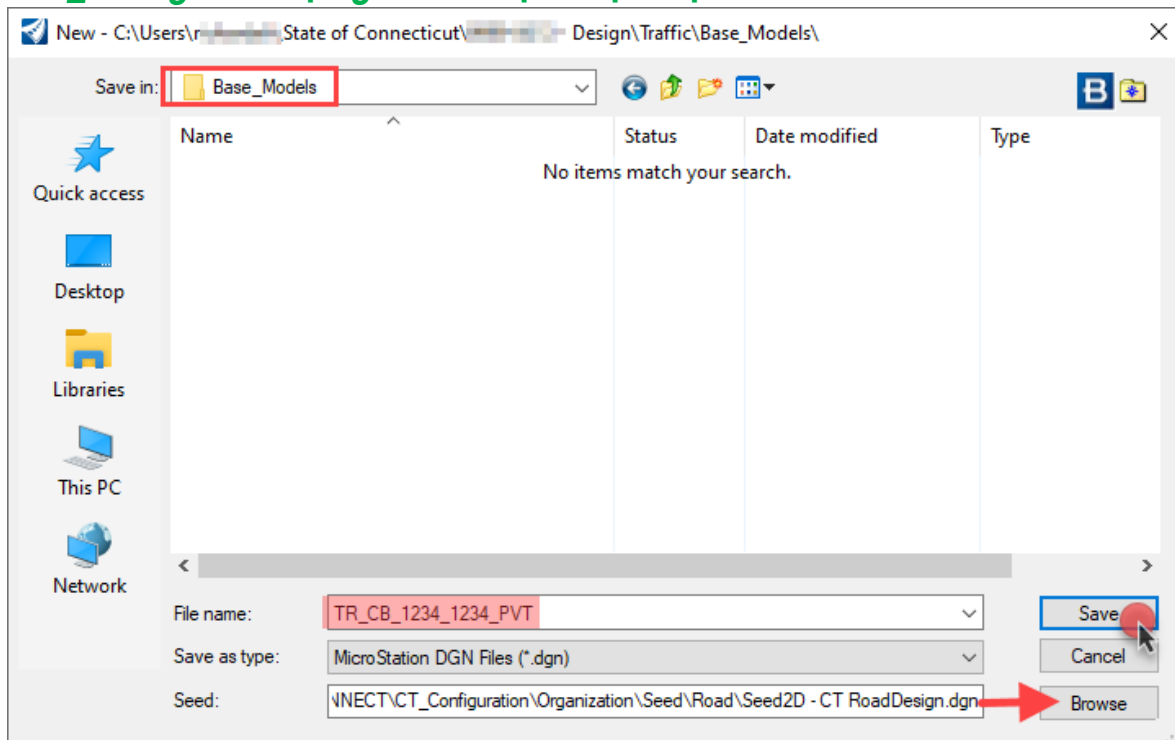 New - C:\Users\r State of Connecticut\ Design\Traffic\Base_Models\
Save in: Base_Models
Name Status Date modified Type
No items match your search.
Quick access
Desktop
Libraries
This PC
Network
File name: TR_CB_1234_1234_PVT Save
Save as type: MicroStation DGN Files (*.dgn) Cancel
Seed: \NNECT\CT_Configuration\Organization\Seed\Road\Seed2D - CT RoadDesign.dgn Browse